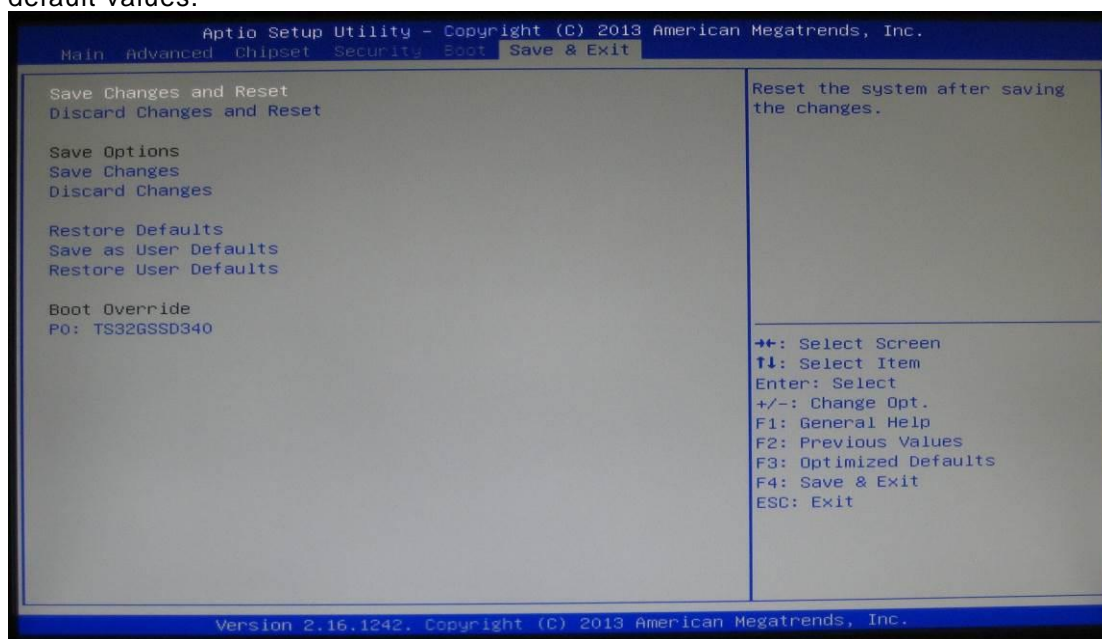 default values.
Aptio Setup Utility – Copyright (C) 2013 American Megatrends, Inc.
Main Advanced Chipset Security Boot Save & Exit
Save Changes and Reset
Discard Changes and Reset
Save Options
Save Changes
Discard Changes
Restore Defaults
Save as User Defaults
Restore User Defaults
Boot Override
P0: TS32GSSD340
Reset the system after saving
the changes.
→←: Select Screen
↑↓: Select Item
Enter: Select
+/-: Change Opt.
F1: General Help
F2: Previous Values
F3: Optimized Defaults
F4: Save & Exit
ESC: Exit
Version 2.16.1242. Copyright (C) 2013 American Megatrends, Inc.